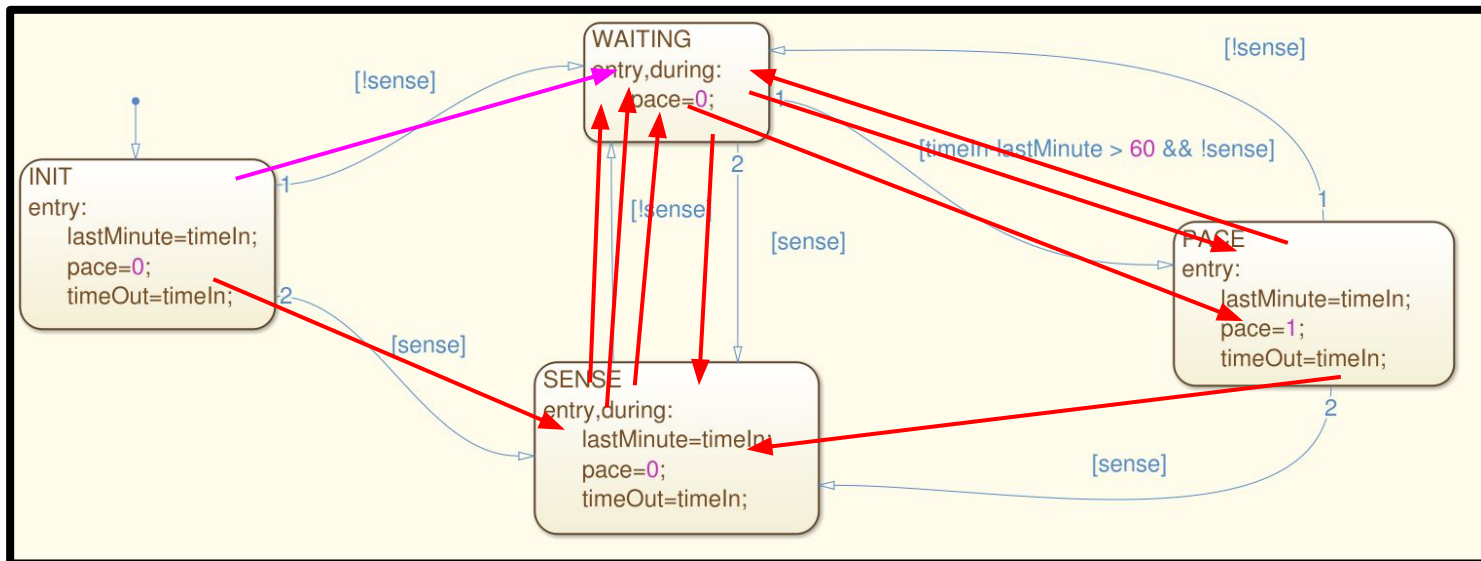 WAITING
entry,during:
pace=0;
[!sense]
[!sense]
1
[timeIn lastMinute > 60 && !sense]
2
INIT
entry:
lastMinute=timeIn;
pace=0;
timeOut=timeIn;
1
2
[!sense]
[sense]
1
PACE
entry:
lastMinute=timeIn;
pace=1;
timeOut=timeIn;
2
[sense]
SENSE
entry,during:
lastMinute=timeIn;
pace=0;
timeOut=timeIn;
[sense]